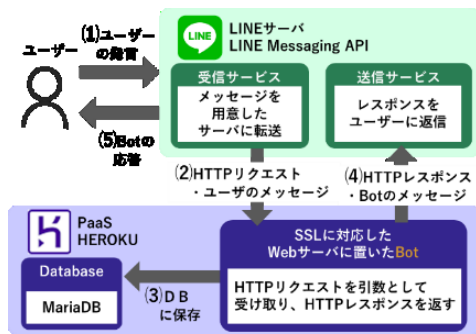 (1)ユーザー
の発言
ユーザー
LINE
LINEサーバ
LINE Messaging API
受信サービス
メッセージを
用意した
サーバに転送
送信サービス
レスポンスを
ユーザーに返信
(5)Botの
応答
(2)HTTPリクエスト
・ユーザのメッセージ
(4)HTTPレスポンス
・Botのメッセージ
PaaS
HEROKU
Database
MariaDB
(3)DB
に保存
SSLに対応した
Webサーバに置いたBot
HTTPリクエストを引数として
受け取り、HTTPレスポンスを返す